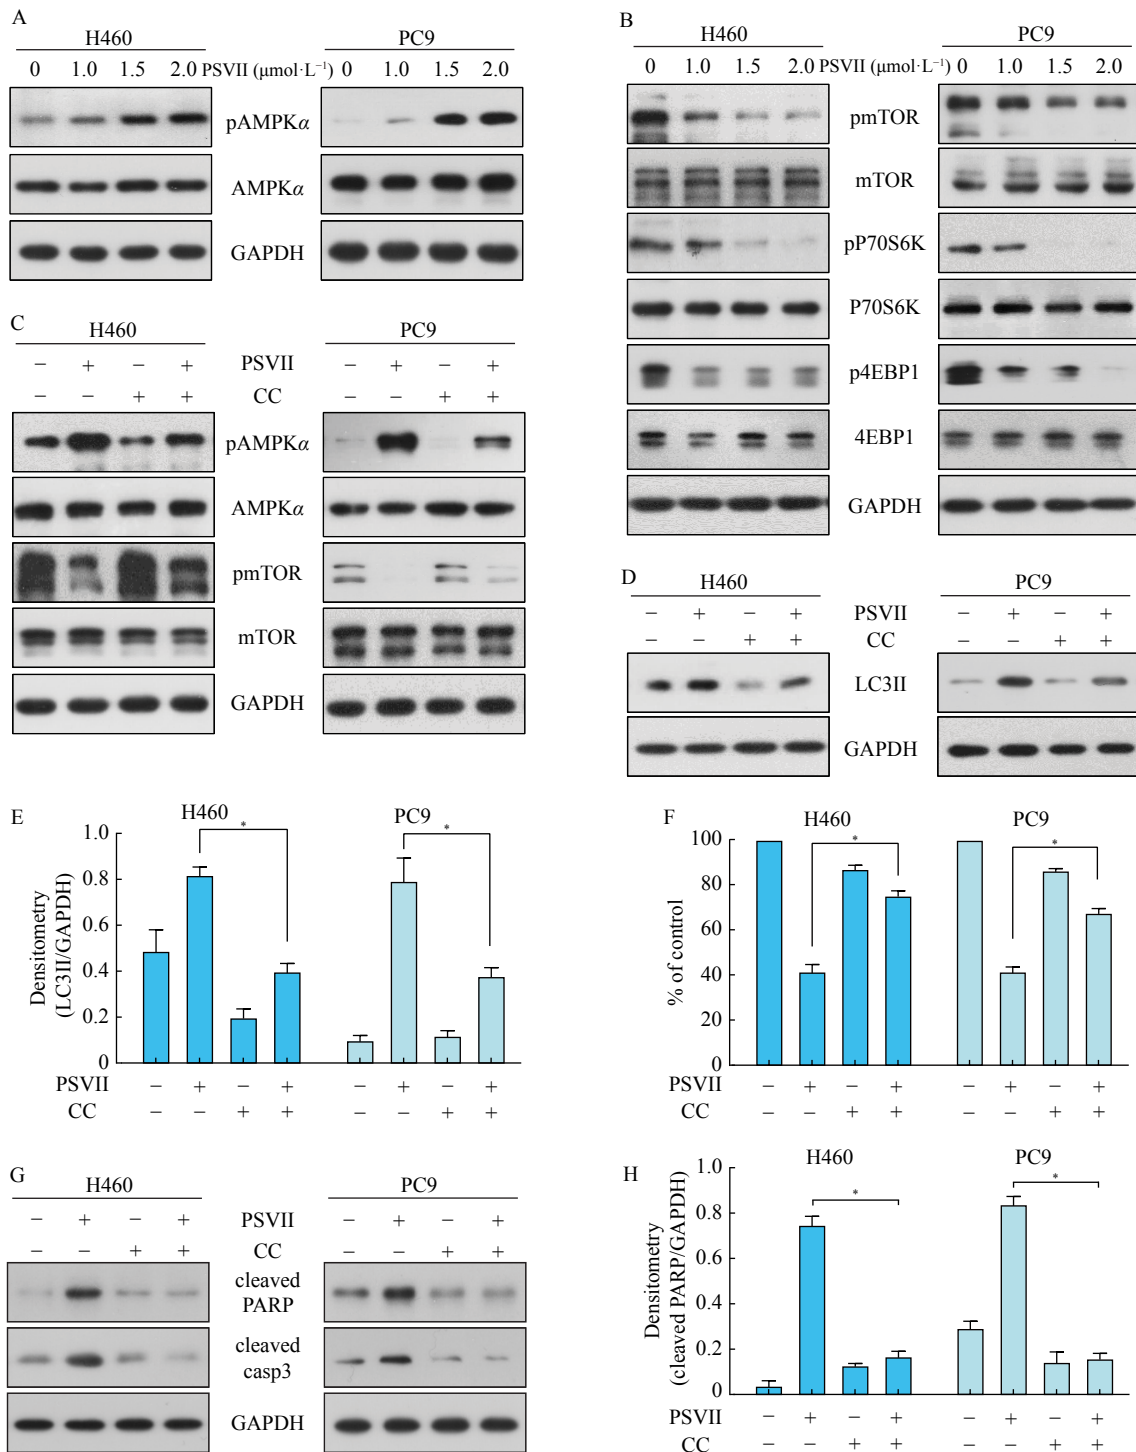 A
H460
PC9
0 1.0 1.5 2.0 PSVII (μmol·L⁻¹) 0 1.0 1.5 2.0
pAMPKα
AMPKα
GAPDH
B
H460
PC9
0 1.0 1.5 2.0 PSVII (μmol·L⁻¹) 0 1.0 1.5 2.0
pmTOR
mTOR
pP70S6K
P70S6K
p4EBP1
4EBP1
GAPDH
C
H460
PC9
− + − + PSVII − + − +
− − + + CC − − + +
pAMPKα
AMPKα
pmTOR
mTOR
GAPDH
D
H460
PC9
− + − + PSVII − + − +
− − + + CC − − + +
LC3II
GAPDH
E
H460
PC9
* *
Densitometry
(LC3II/GAPDH)
1.0
0.8
0.6
0.4
0.2
0
PSVII − + − + − + − +
CC − − + + − − + +
F
H460
PC9
* *
% of control
100
80
60
40
20
0
PSVII − + − + − + − +
CC − − + + − − + +
G
H460
PC9
− + − + PSVII − + − +
− − + + CC − − + +
cleaved
PARP
cleaved
casp3
GAPDH
H
H460
PC9
* *
Densitometry
(cleaved PARP/GAPDH)
1.0
0.8
0.6
0.4
0.2
0
PSVII − + − + − + − +
CC − − + + − − + +